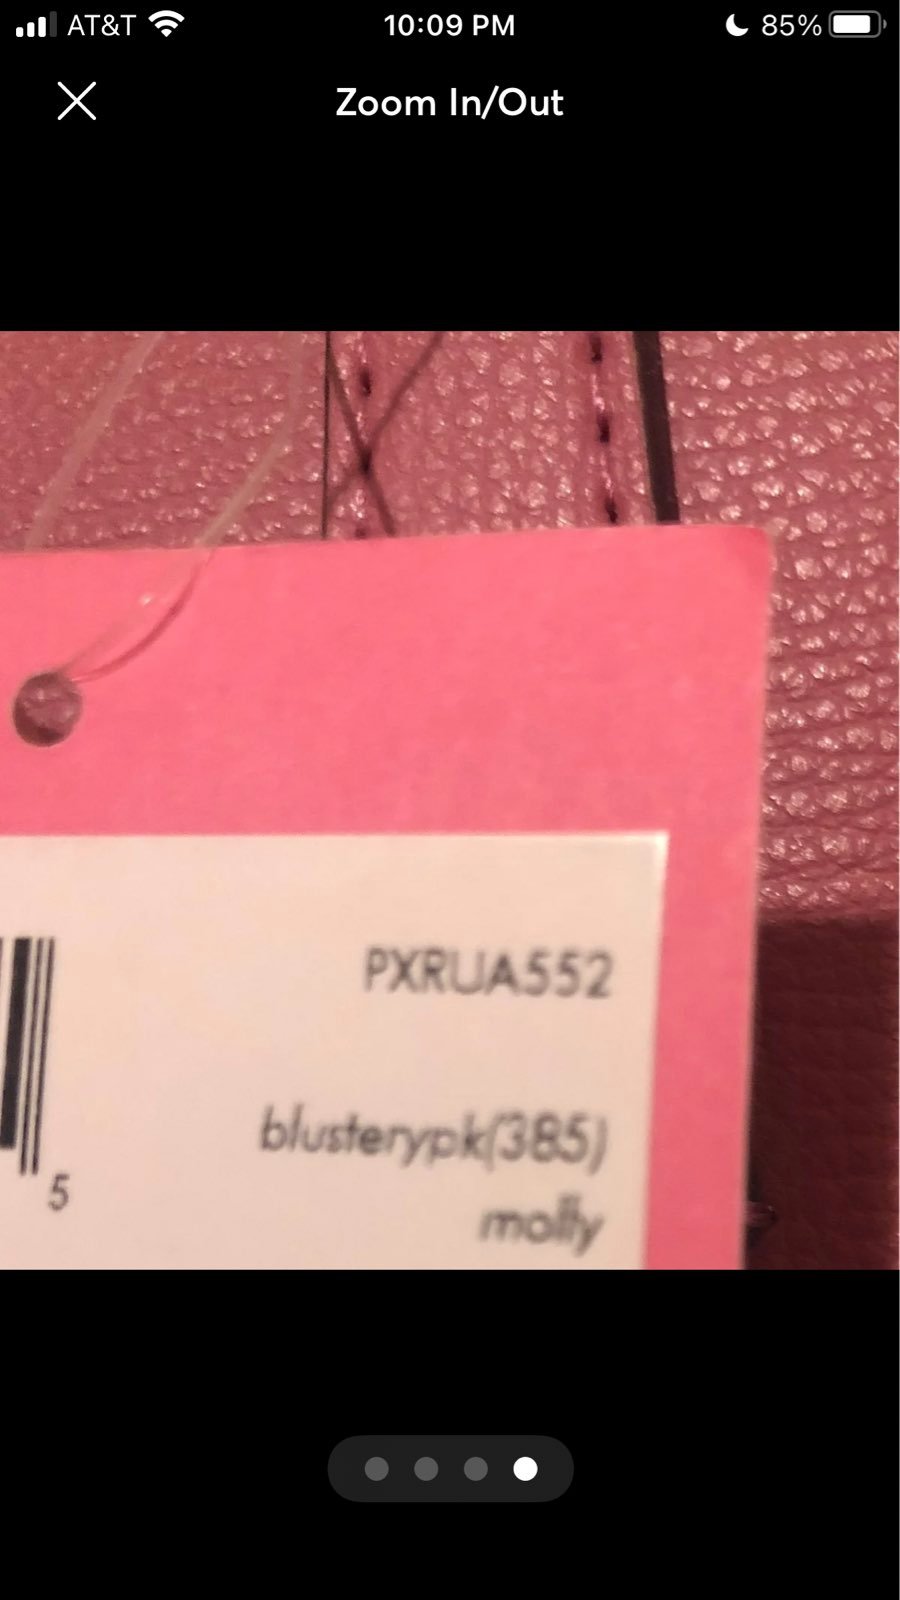 AT&T 10:09 PM 85%
Zoom In/Out
PXRUA552
blusterypk(385)
5
molly